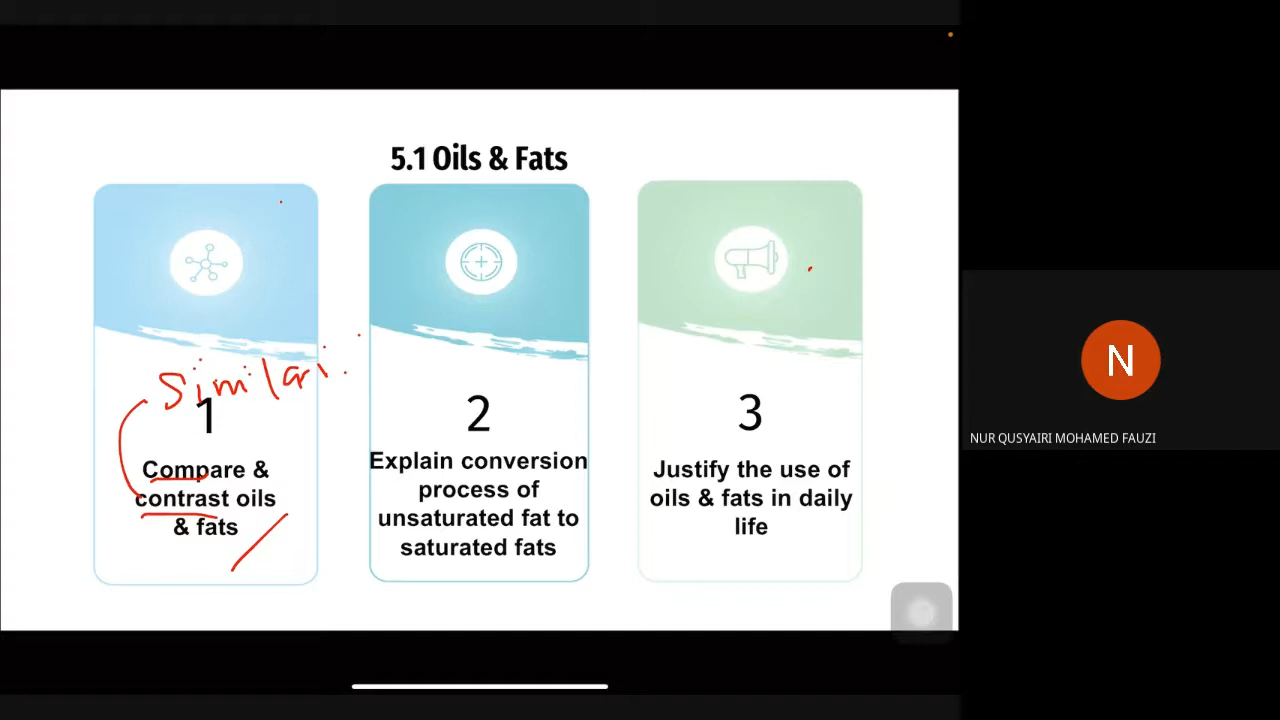 5.1 Oils & Fats
Similari
1
Compare &
contrast oils
& fats
2
Explain conversion
process of
unsaturated fat to
saturated fats
3
Justify the use of
oils & fats in daily
life
N
NUR QUSYAIRI MOHAMED FAUZI